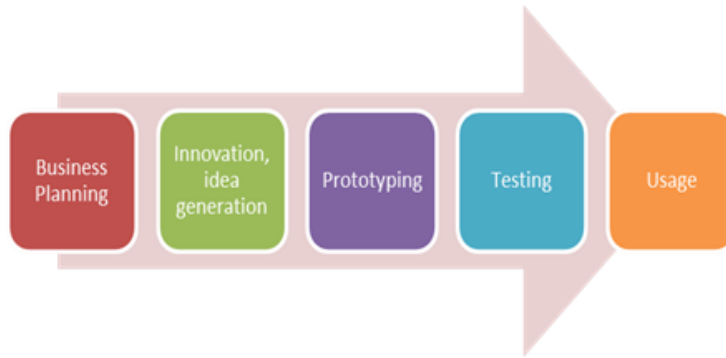 Business
Planning
Innovation,
idea
generation
Prototyping
Testing
Usage